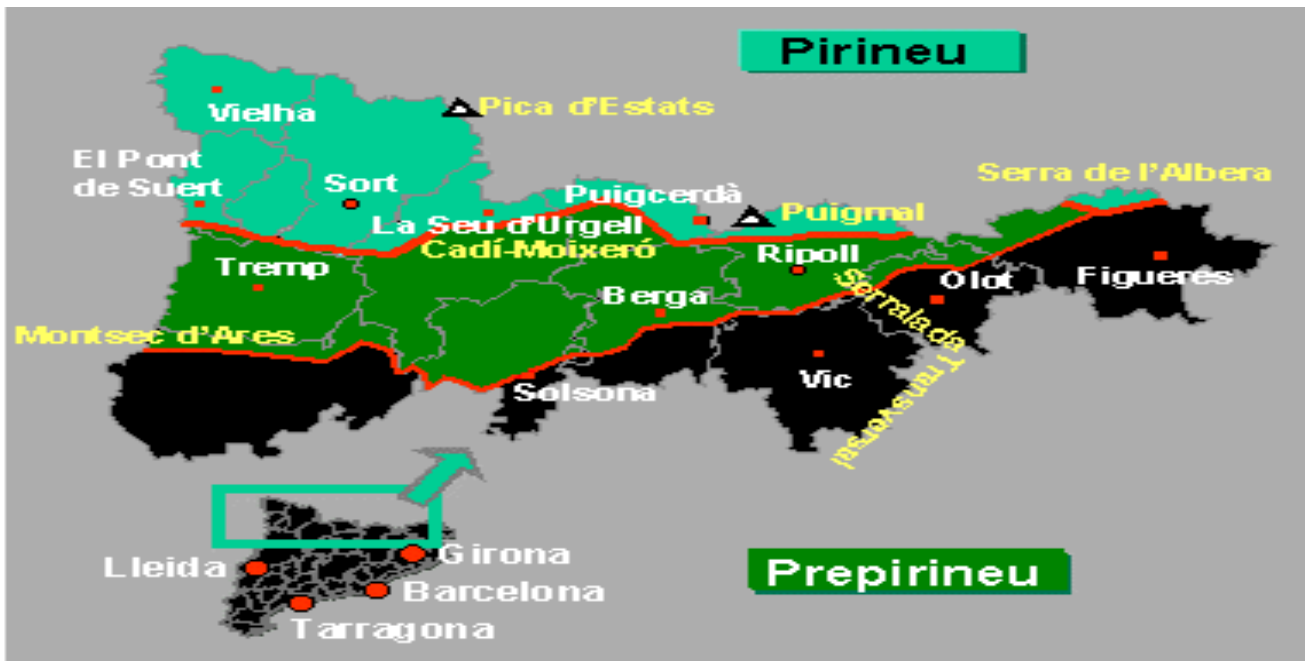 Pirineu
Vielha
Pica d'Estats
El Pont
de Suert
Sort
Puigcerdà
Serra de l'Albera
La Seu d'Urgell
Puigmal
Cadí-Moixeró
Tremp
Ripoll
Olot
Figueres
Berga
Serralada Transversal
Montsec d'Ares
Vic
Solsona
Girona
Lleida
Barcelona
Tarragona
Prepirineu